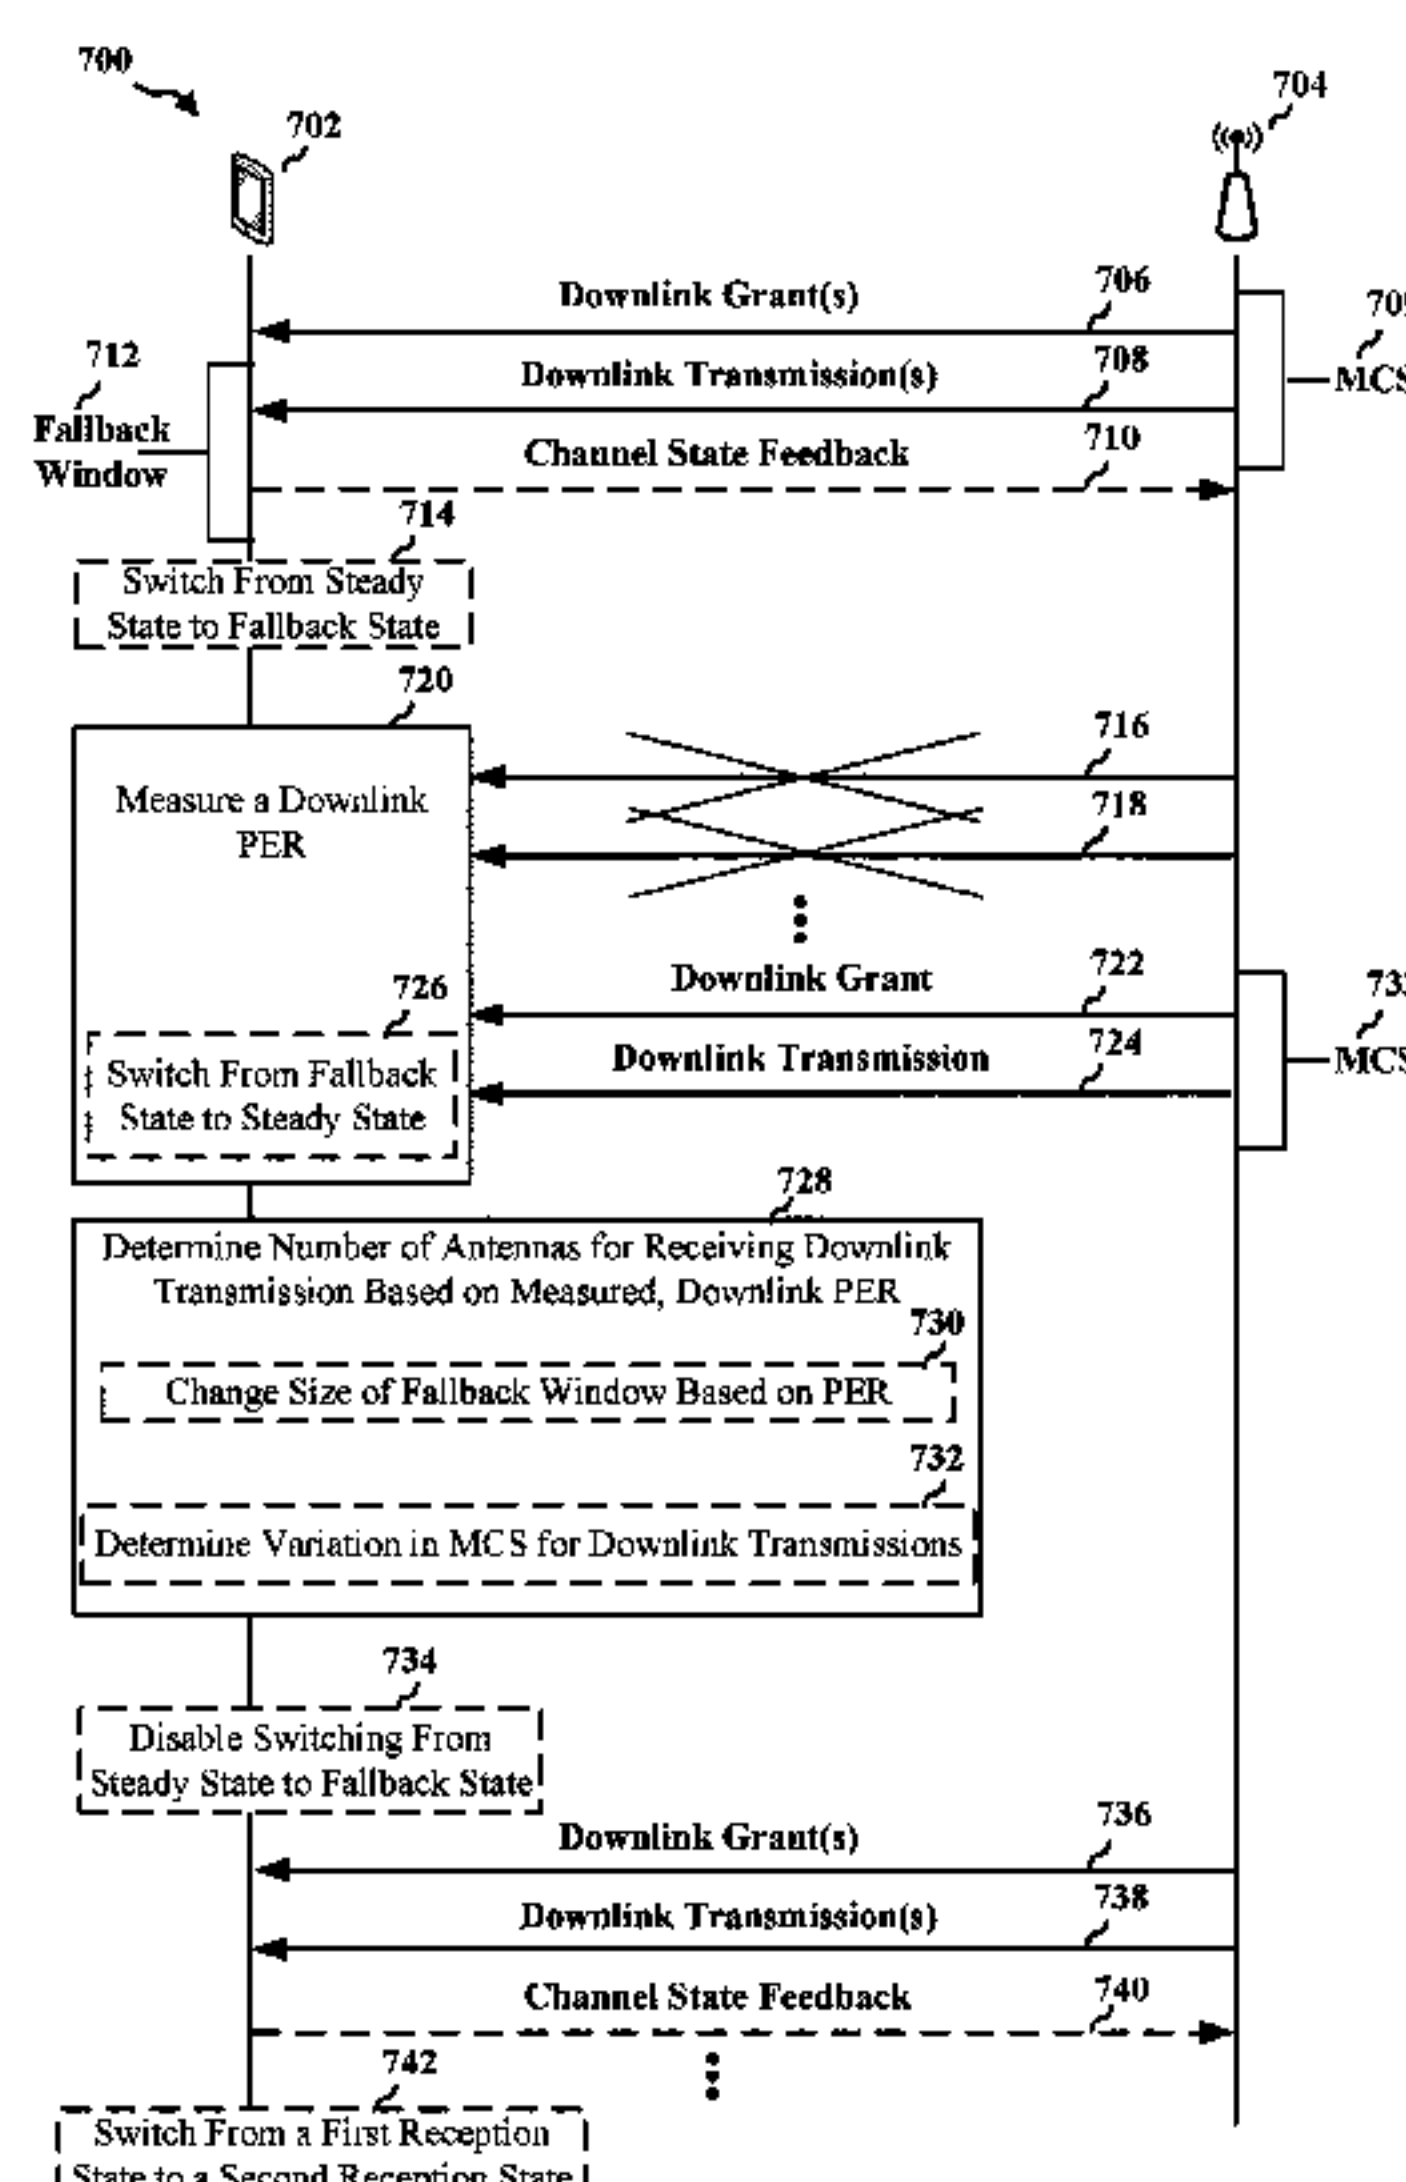 700
702
704
Downlink Grant(s)
706
Downlink Transmission(s)
708
MCS
712
Fallback
Window
Channel State Feedback
710
714
Switch From Steady
State to Fallback State
720
Measure a Downlink
PER
716
718
Downlink Grant
722
726
Downlink Transmission
724
MCS
Switch From Fallback
State to Steady State
728
Determine Number of Antennas for Receiving Downlink
Transmission Based on Measured, Downlink PER
730
Change Size of Fallback Window Based on PER
732
Determine Variation in MCS for Downlink Transmissions
734
Disable Switching From
Steady State to Fallback State
Downlink Grant(s)
736
Downlink Transmission(s)
738
Channel State Feedback
740
742
Switch From a First Reception
State to a Second Reception State